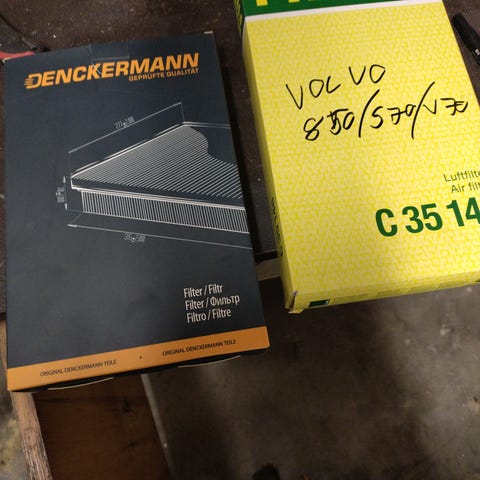 DENCKERMANN
GEPRÜFTE QUALITÄT
Filter / Filtr
Filter / Фильтр
Filtro / Filtre
ORIGINAL DENCKERMANN TEILE • ORIGINAL DENCKERMANN TEILE
VOLVO
850/S70/V70
Luftfilte
Air filt
C 35 14